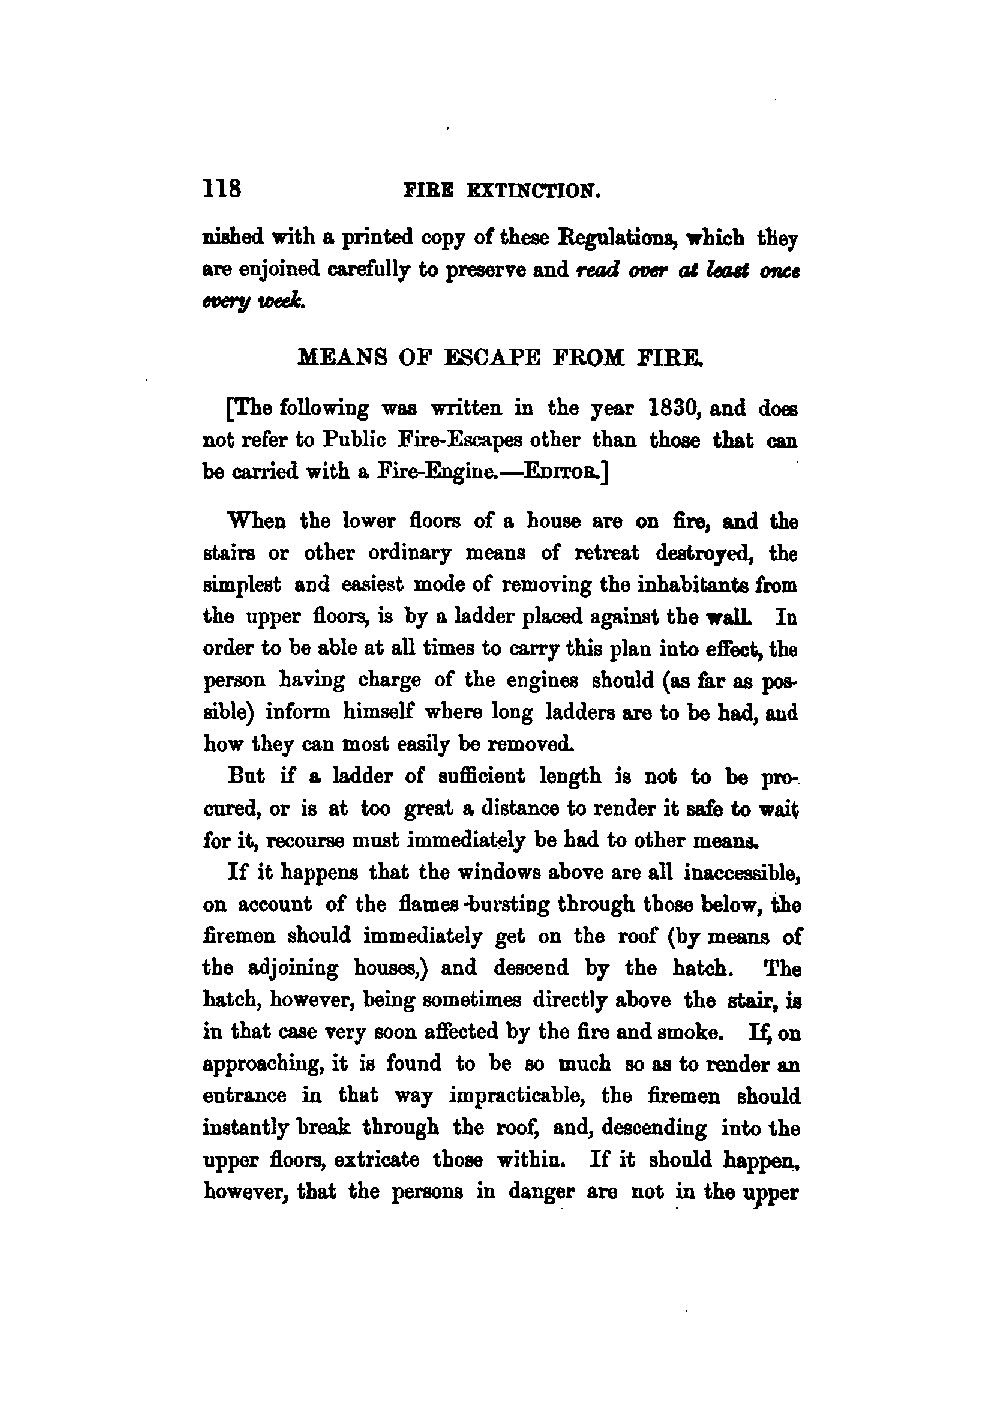 118 FIRE EXTINCTION.
nished with a printed copy of these Regulations, which they
are enjoined carefully to preserve and read over at least once
every week.
MEANS OF ESCAPE FROM FIRE.
[The following was written in the year 1830, and does
not refer to Public Fire-Escapes other than those that can
be carried with a Fire-Engine.—EDITOR.]
When the lower floors of a house are on fire, and the
stairs or other ordinary means of retreat destroyed, the
simplest and easiest mode of removing the inhabitants from
the upper floors, is by a ladder placed against the wall. In
order to be able at all times to carry this plan into effect, the
person having charge of the engines should (as far as pos-
sible) inform himself where long ladders are to be had, and
how they can most easily be removed.
But if a ladder of sufficient length is not to be pro-
cured, or is at too great a distance to render it safe to wait
for it, recourse must immediately be had to other means.
If it happens that the windows above are all inaccessible,
on account of the flames bursting through those below, the
firemen should immediately get on the roof (by means of
the adjoining houses,) and descend by the hatch. The
hatch, however, being sometimes directly above the stair, is
in that case very soon affected by the fire and smoke. If, on
approaching, it is found to be so much so as to render an
entrance in that way impracticable, the firemen should
instantly break through the roof, and, descending into the
upper floors, extricate those within. If it should happen,
however, that the persons in danger are not in the upper